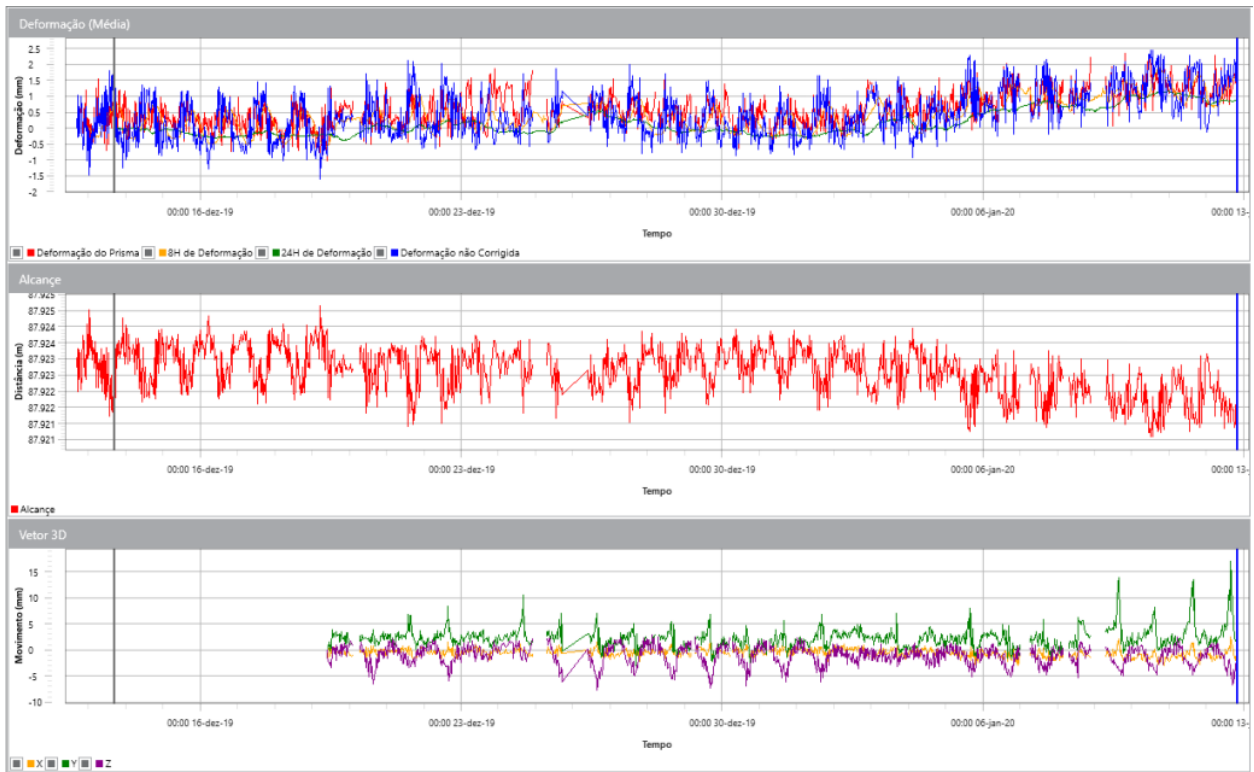 Deformação (Média)
Deformação (mm)
2.5
2
1.5
1
0.5
0
-0.5
-1
-1.5
-2
00:00 16-dez-19 00:00 23-dez-19 00:00 30-dez-19 00:00 06-jan-20 00:00 13-
Tempo
Deformação do Prisma 8H de Deformação 24H de Deformação Deformação não Corrigida
Alcançe
Distância (m)
87.925
87.925
87.924
87.924
87.923
87.923
87.922
87.922
87.921
87.921
00:00 16-dez-19 00:00 23-dez-19 00:00 30-dez-19 00:00 06-jan-20 00:00 13-
Tempo
Alcançe
Vetor 3D
Movimento (mm)
15
10
5
0
-5
-10
00:00 16-dez-19 00:00 23-dez-19 00:00 30-dez-19 00:00 06-jan-20 00:00 13-
Tempo
X Y Z